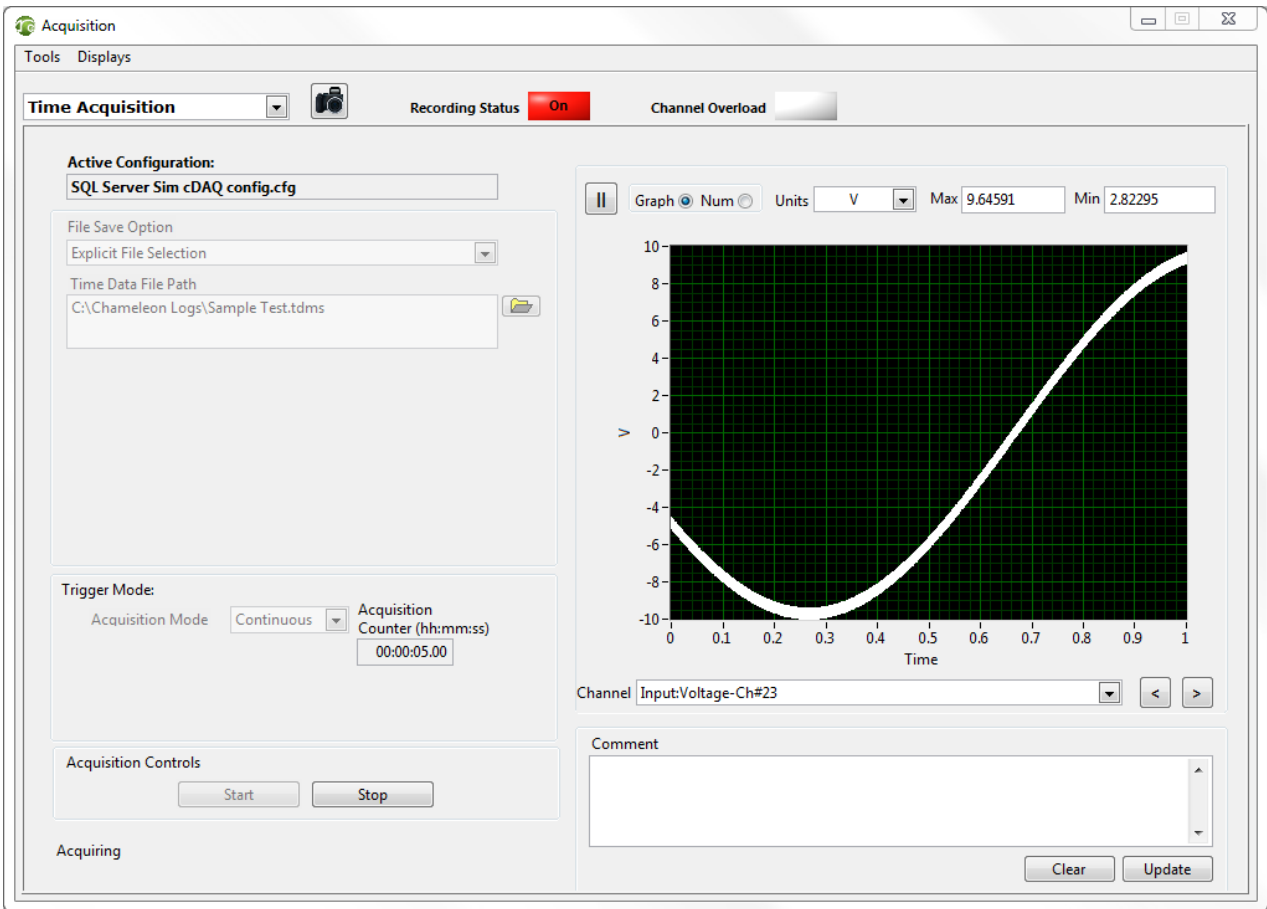 Acquisition
Tools Displays
Time Acquisition
Recording Status On Channel Overload
Active Configuration:
SQL Server Sim cDAQ config.cfg
File Save Option
Explicit File Selection
Time Data File Path
C:\Chameleon Logs\Sample Test.tdms
Trigger Mode:
Acquisition Mode Continuous
Acquisition
Counter (hh:mm:ss)
00:00:05.00
Acquisition Controls
Start Stop
Acquiring
Graph Num Units V Max 9.64591 Min 2.82295
10
8
6
4
2
0
-2
-4
-6
-8
-10
V
0 0.1 0.2 0.3 0.4 0.5 0.6 0.7 0.8 0.9 1
Time
Channel Input:Voltage-Ch#23 < >
Comment
Clear Update